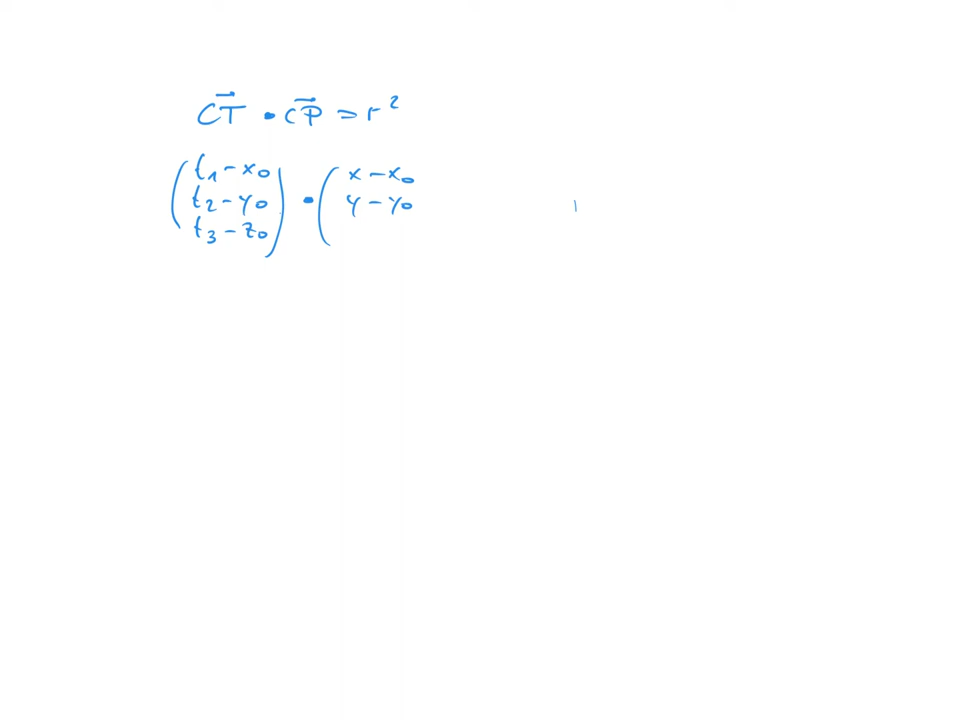 CT⃗ • CP⃗ = r²
( t₁ - x₀ x - x₀
t₂ - y₀ ) • ( y - y₀
t₃ - z₀